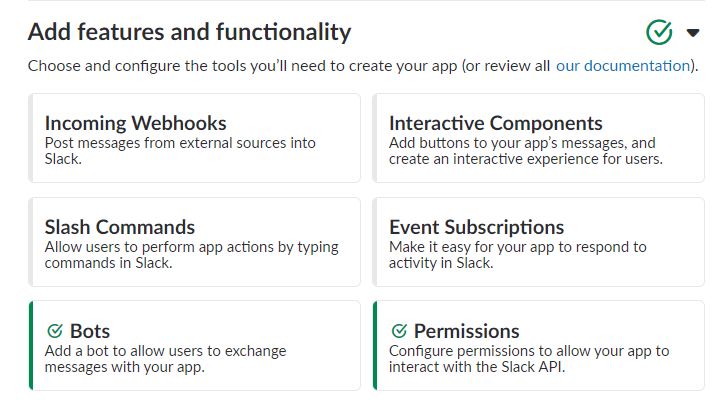 Add features and functionality
Choose and configure the tools you’ll need to create your app (or review all our documentation).
Incoming Webhooks
Post messages from external sources into
Slack.
Interactive Components
Add buttons to your app’s messages, and
create an interactive experience for users.
Slash Commands
Allow users to perform app actions by typing
commands in Slack.
Event Subscriptions
Make it easy for your app to respond to
activity in Slack.
Bots
Add a bot to allow users to exchange
messages with your app.
Permissions
Configure permissions to allow your app to
interact with the Slack API.